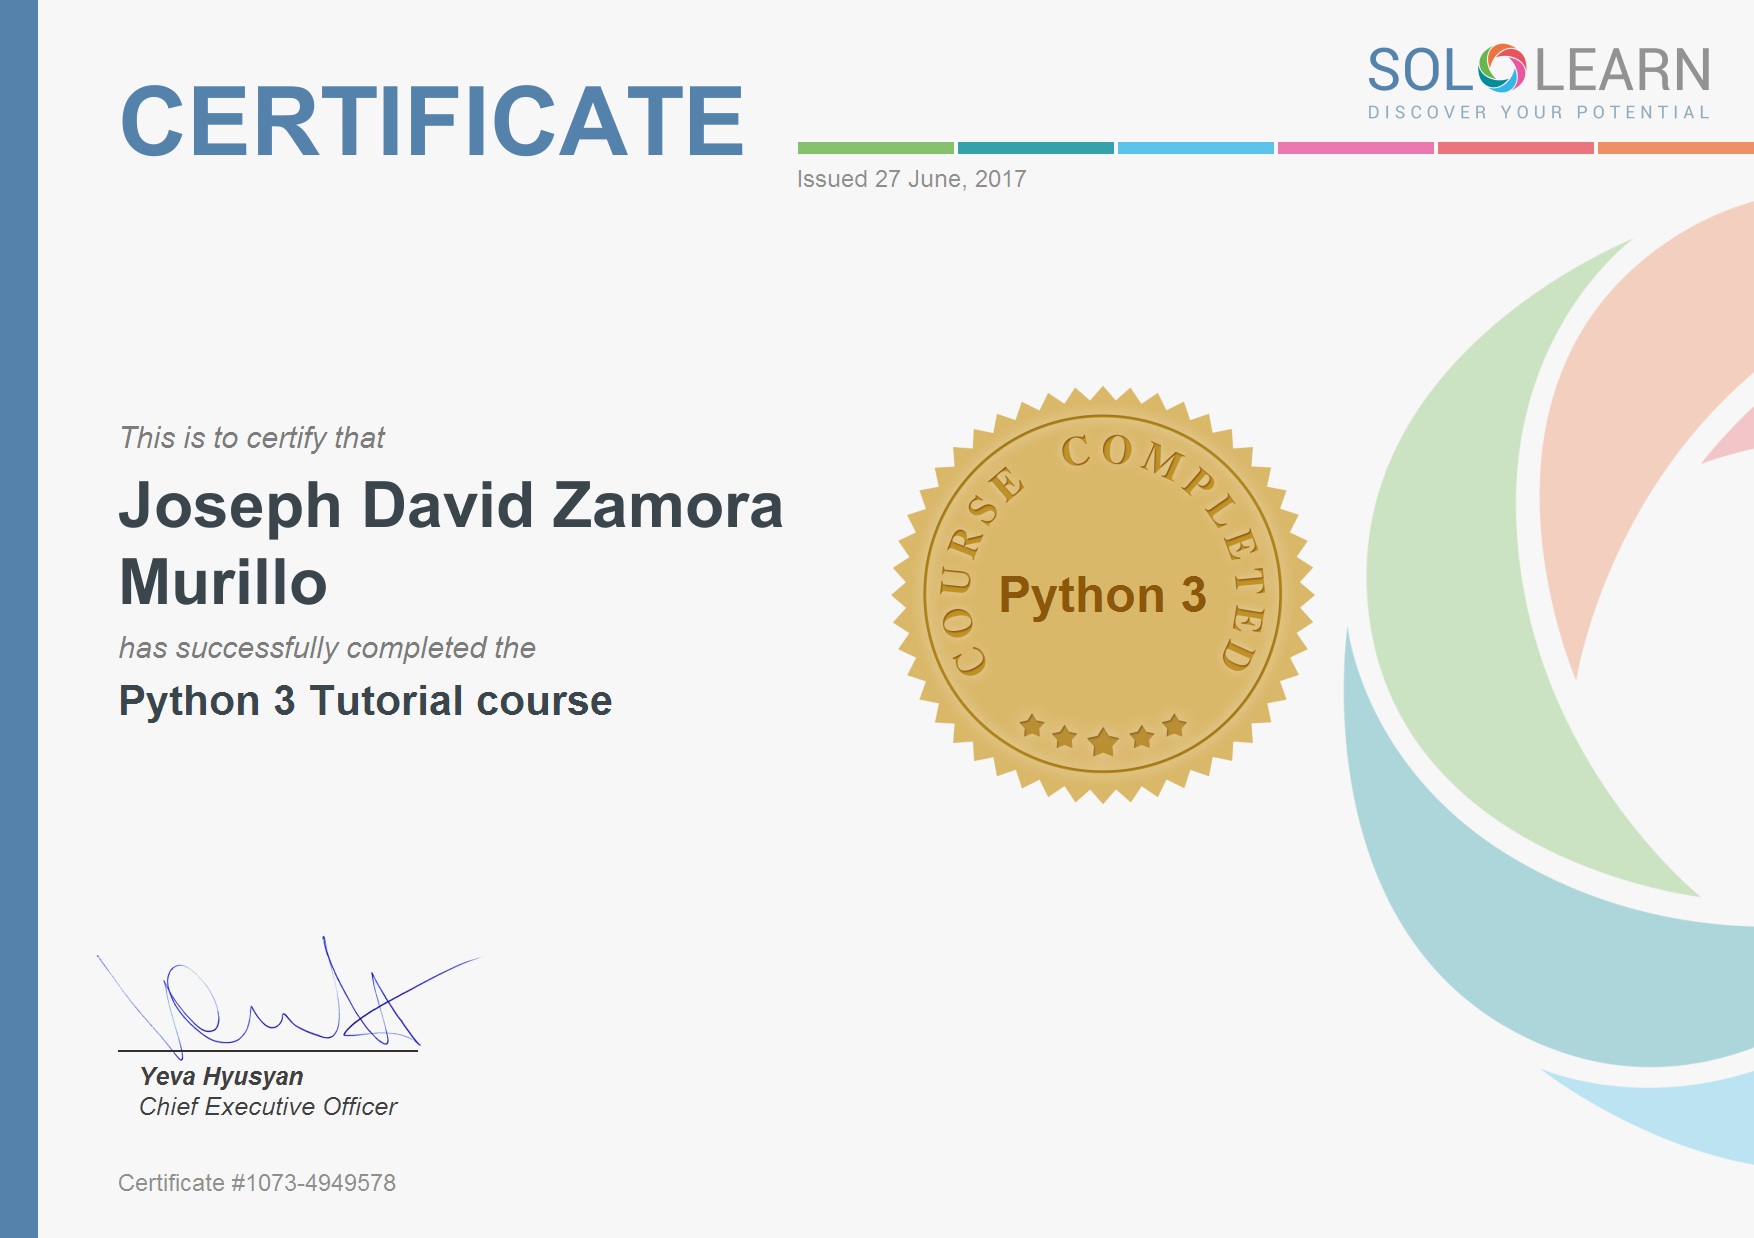 CERTIFICATE
SOLOLEARN
DISCOVER YOUR POTENTIAL
Issued 27 June, 2017
This is to certify that
Joseph David Zamora
Murillo
has successfully completed the
Python 3 Tutorial course
COURSE COMPLETED
Python 3
Yeva Hyusyan
Chief Executive Officer
Certificate #1073-4949578